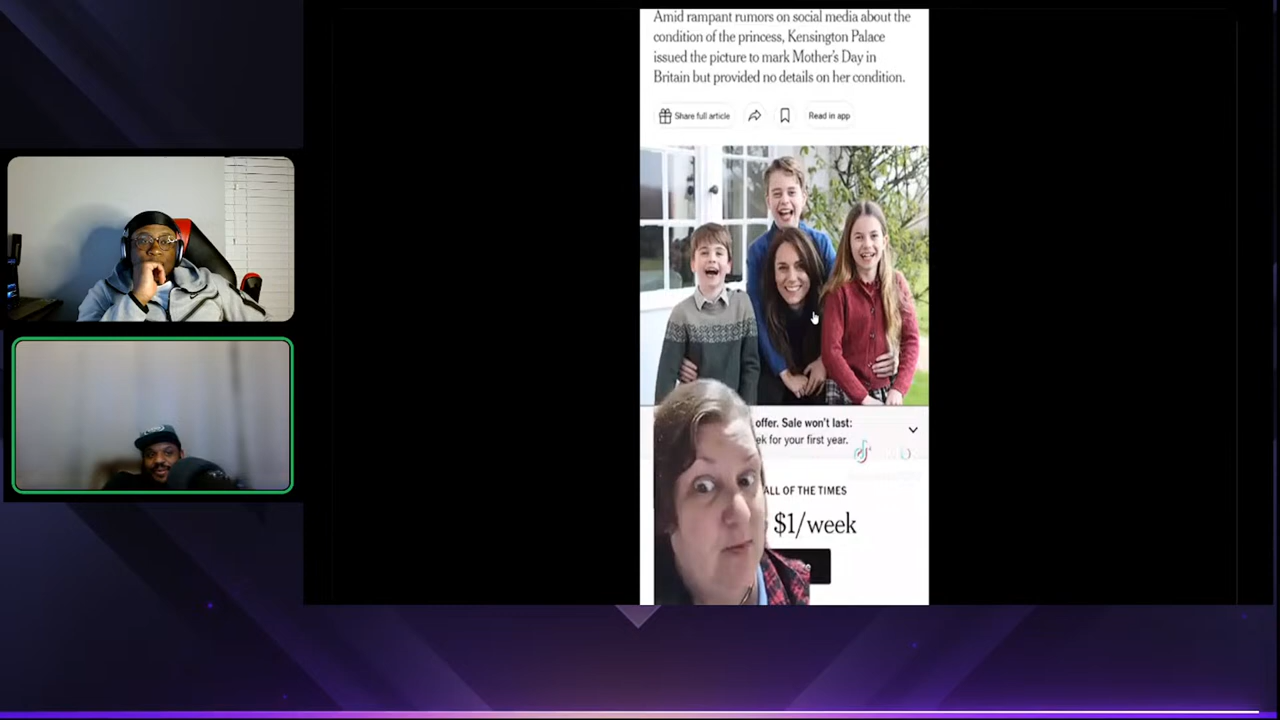 Amid rampant rumors on social media about the
condition of the princess, Kensington Palace
issued the picture to mark Mother's Day in
Britain but provided no details on her condition.
Share full article
Read in app
offer. Sale won't last:
for your first year.
ALL OF THE TIMES
$1/week